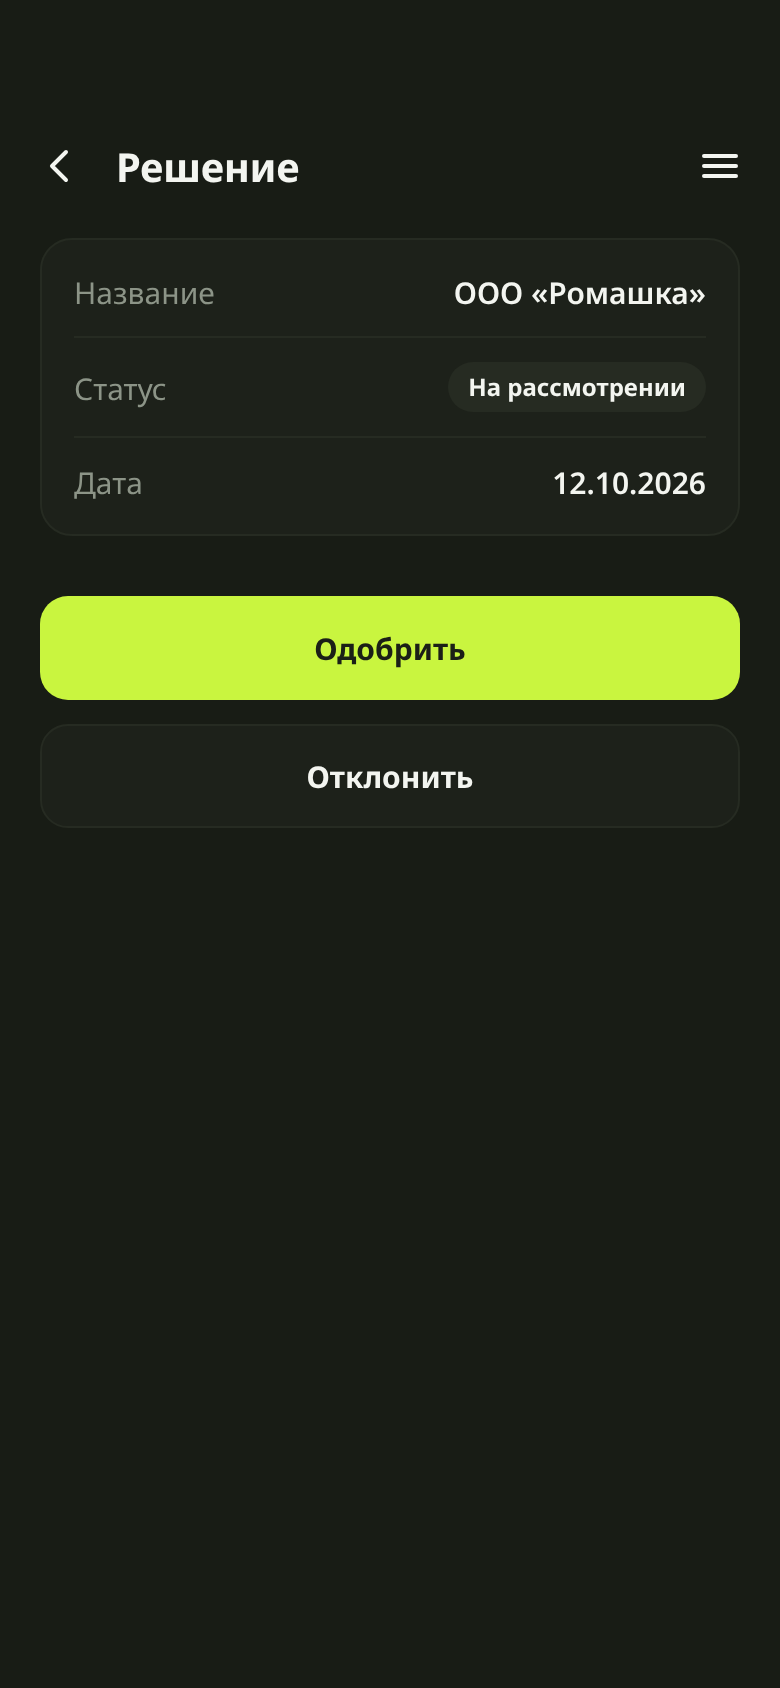 Решение
Название ООО «Ромашка»
Статус На рассмотрении
Дата 12.10.2026
Одобрить
Отклонить